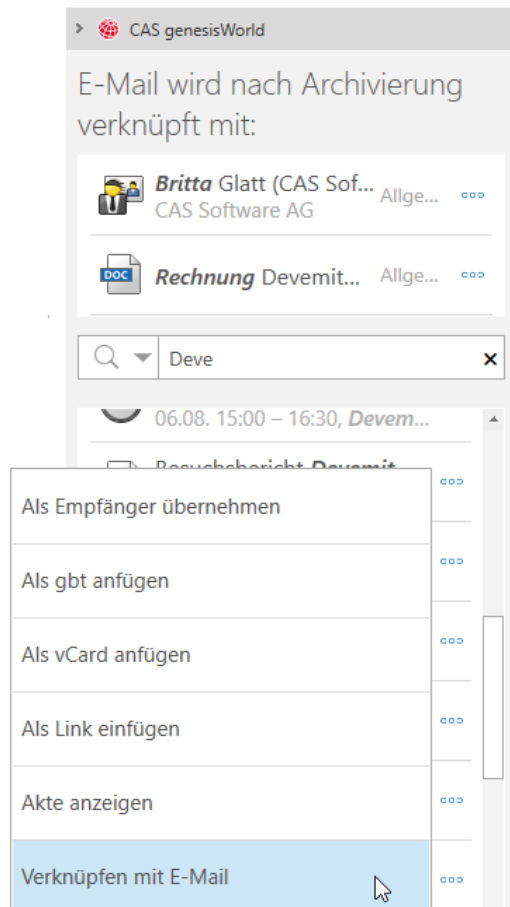 CAS genesisWorld
E-Mail wird nach Archivierung
verknüpft mit:
Britta Glatt (CAS Sof... Allge...
CAS Software AG
DOC Rechnung Devemit... Allge...
Deve
06.08. 15:00 – 16:30, Devem...
Besuchsbericht Devemit...
Als Empfänger übernehmen
Als gbt anfügen
Als vCard anfügen
Als Link einfügen
Akte anzeigen
Verknüpfen mit E-Mail